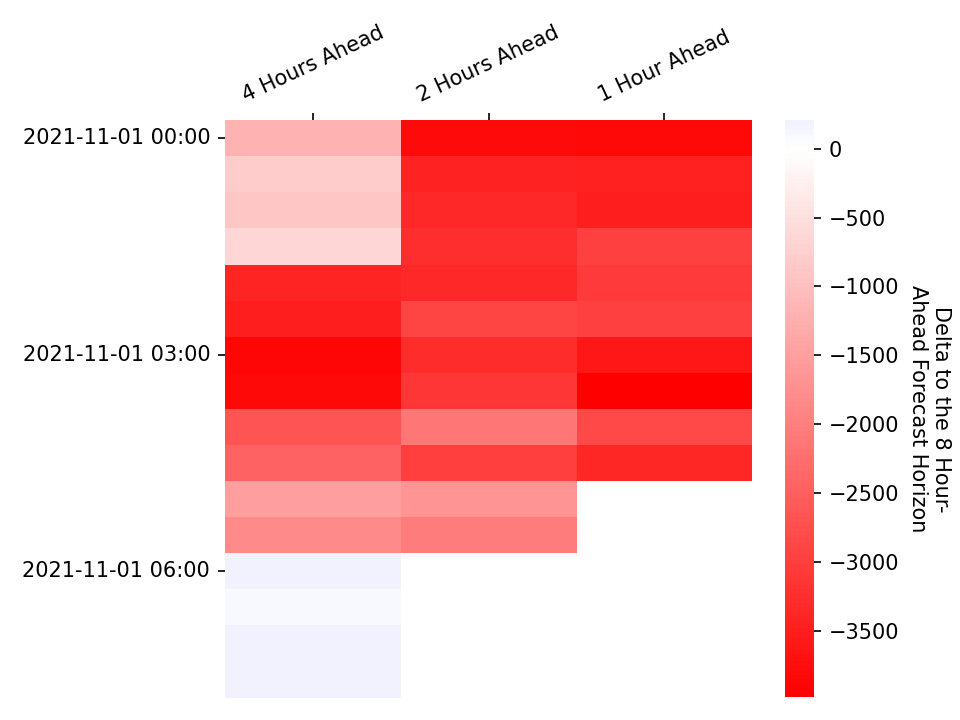 4 Hours Ahead
2 Hours Ahead
1 Hour Ahead
2021-11-01 00:00
2021-11-01 03:00
2021-11-01 06:00
0
−500
−1000
−1500
−2000
−2500
−3000
−3500
Delta to the 8 Hour-
Ahead Forecast Horizon